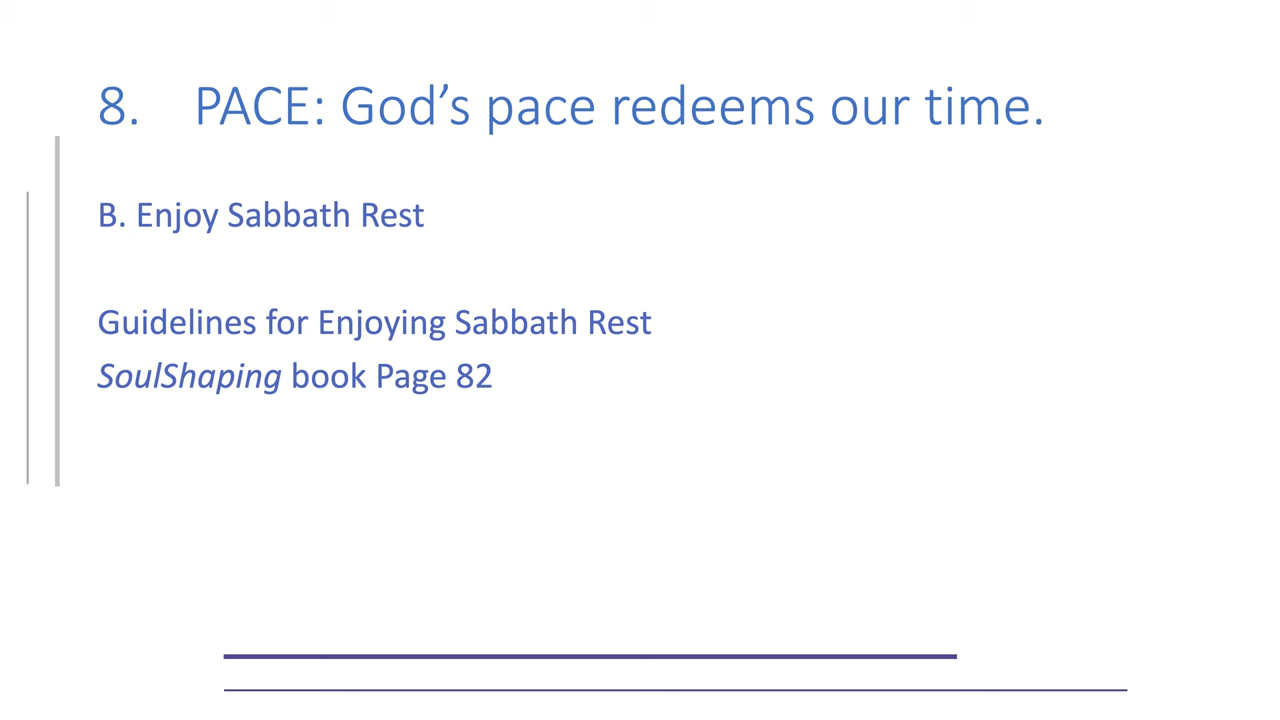 8. PACE: God’s pace redeems our time.
B. Enjoy Sabbath Rest
Guidelines for Enjoying Sabbath Rest
SoulShaping book Page 82